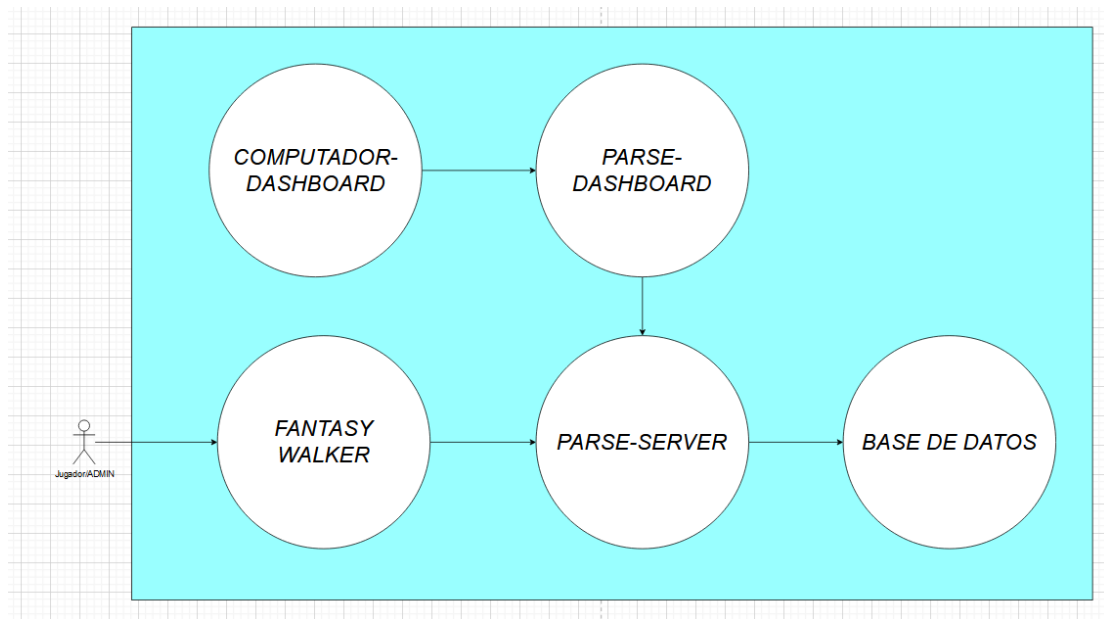 COMPUTADOR-
DASHBOARD
PARSE-
DASHBOARD
FANTASY
WALKER
PARSE-SERVER
BASE DE DATOS
Jugador/ADMIN